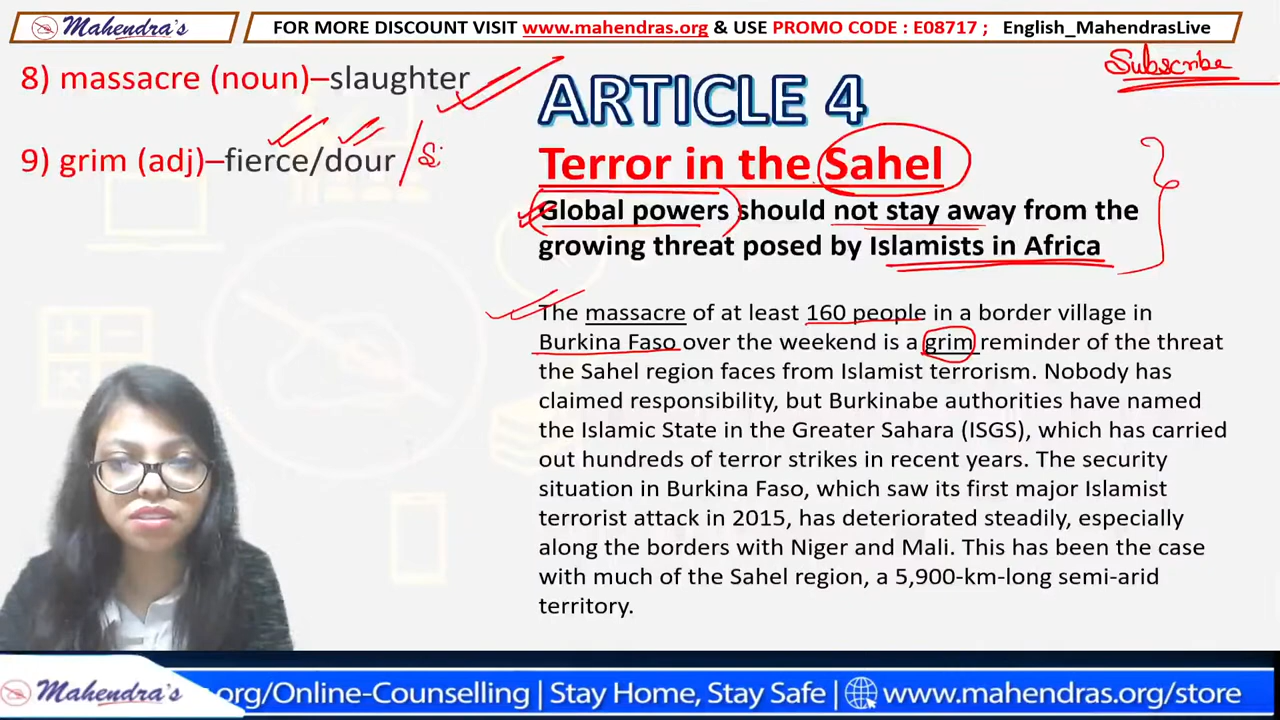 Mahendra's
FOR MORE DISCOUNT VISIT www.mahendras.org & USE PROMO CODE : E08717 ; English_MahendrasLive
Subscribe
8) massacre (noun)–slaughter
9) grim (adj)–fierce/dour /
ARTICLE 4
Terror in the Sahel
Global powers should not stay away from the
growing threat posed by Islamists in Africa
The massacre of at least 160 people in a border village in
Burkina Faso over the weekend is a grim reminder of the threat
the Sahel region faces from Islamist terrorism. Nobody has
claimed responsibility, but Burkinabe authorities have named
the Islamic State in the Greater Sahara (ISGS), which has carried
out hundreds of terror strikes in recent years. The security
situation in Burkina Faso, which saw its first major Islamist
terrorist attack in 2015, has deteriorated steadily, especially
along the borders with Niger and Mali. This has been the case
with much of the Sahel region, a 5,900-km-long semi-arid
territory.
Mahendra's .org/Online-Counselling | Stay Home, Stay Safe | www.mahendras.org/store